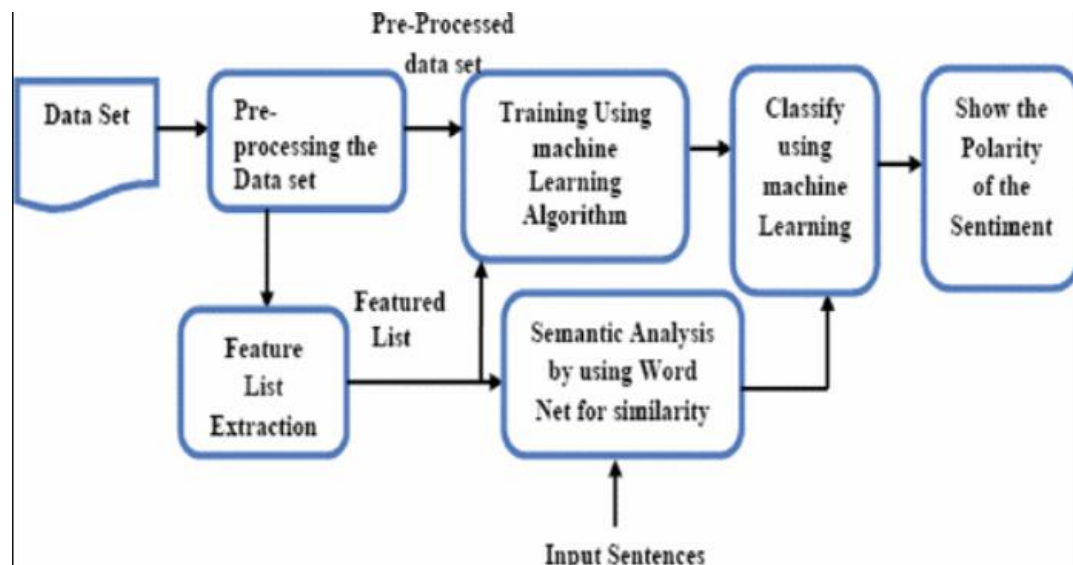 Pre-Processed
data set
Data Set
Pre-
processing the
Data set
Training Using
machine
Learning
Algorithm
Classify
using
machine
Learning
Show the
Polarity
of the
Sentiment
Featured
List
Feature
List
Extraction
Semantic Analysis
by using Word
Net for similarity
Input Sentences